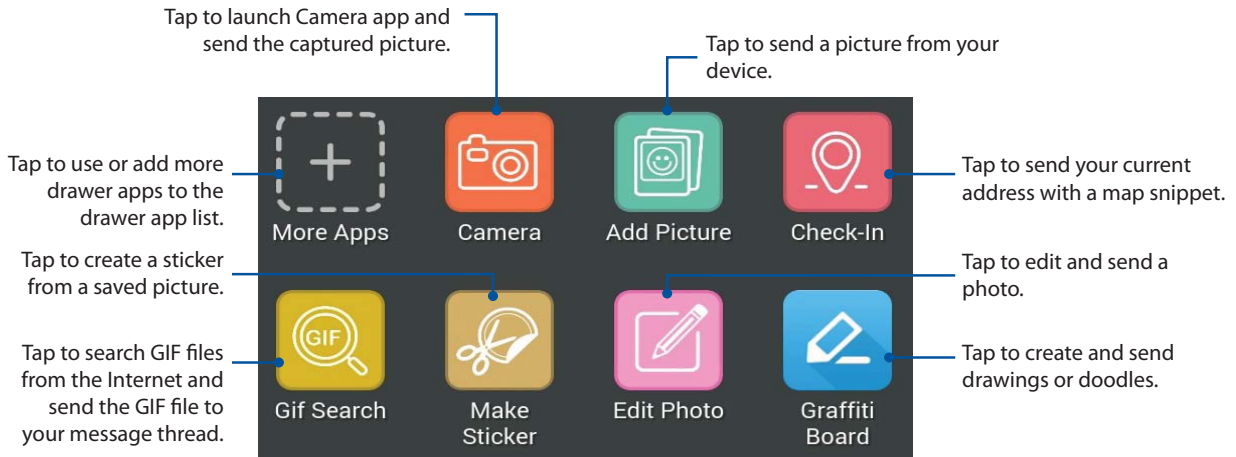 Tap to launch Camera app and
send the captured picture.
Tap to send a picture from your
device.
Tap to use or add more
drawer apps to the
drawer app list.
Tap to send your current
address with a map snippet.
More Apps
Camera
Add Picture
Check-In
Tap to create a sticker
from a saved picture.
Tap to edit and send a
photo.
GIF
Tap to search GIF files
from the Internet and
send the GIF file to
your message thread.
Tap to create and send
drawings or doodles.
Gif Search
Make
Sticker
Edit Photo
Graffiti
Board